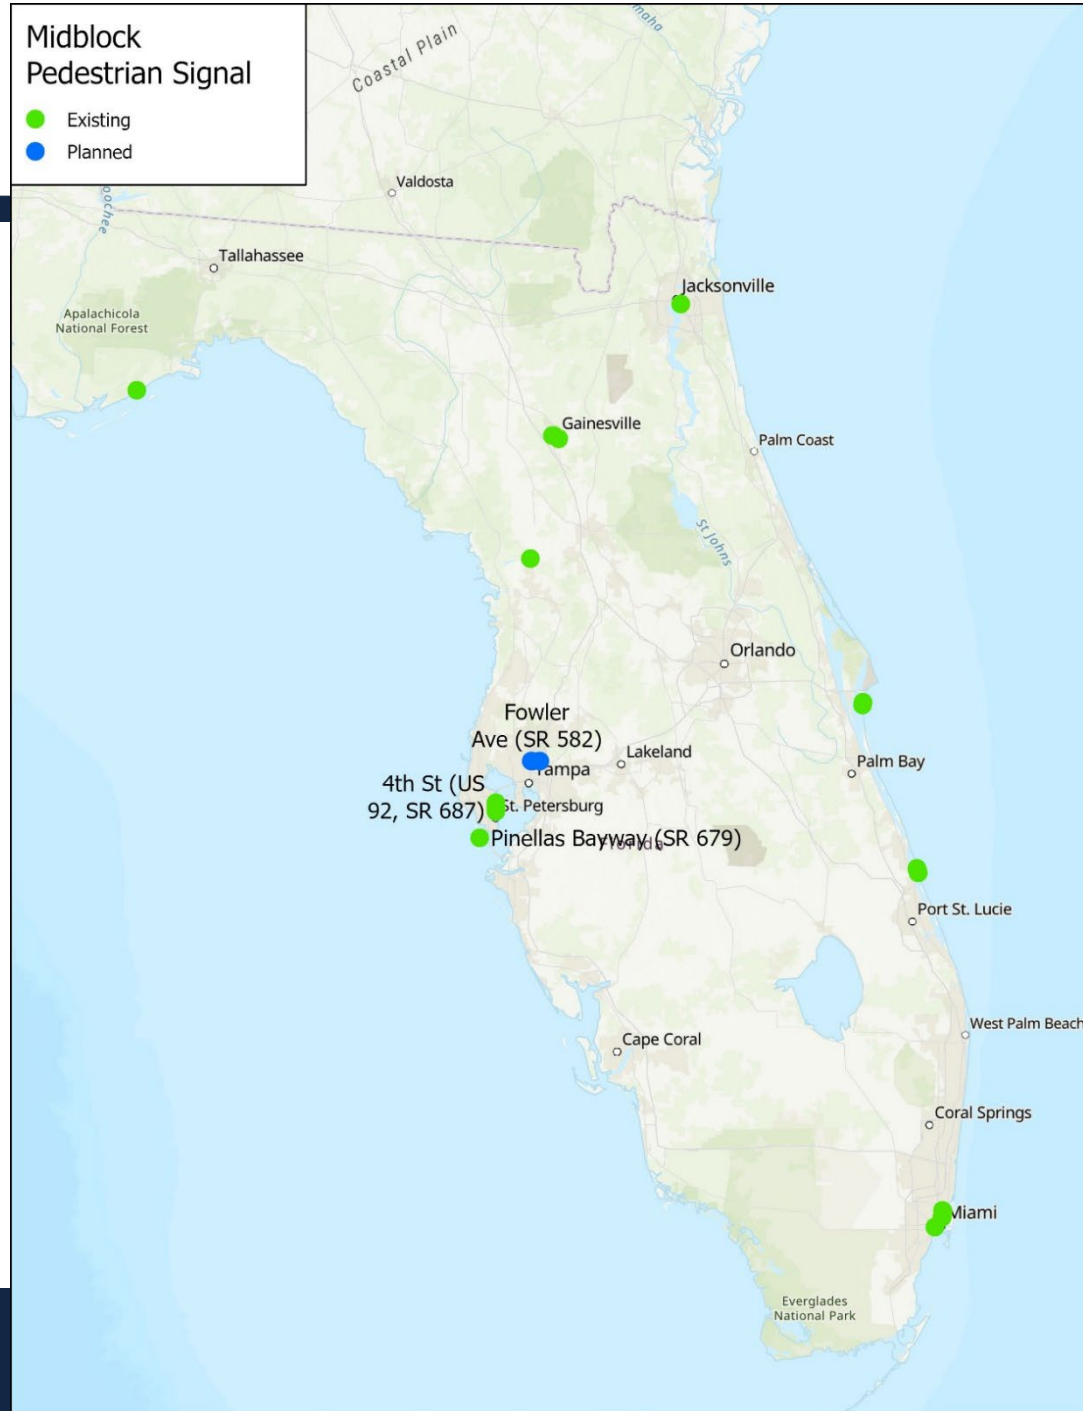 Midblock
Pedestrian Signal
Existing
Planned
Coastal Plain
Valdosta
Tallahassee
Jacksonville
Apalachicola
National Forest
Gainesville
Palm Coast
St Johns
Orlando
Fowler
Ave (SR 582)
Lakeland
Tampa
Palm Bay
4th St (US
92, SR 687)
St. Petersburg
Pinellas Bayway (SR 679)
Florida
Port St. Lucie
West Palm Beach
Cape Coral
Coral Springs
Miami
Everglades
National Park